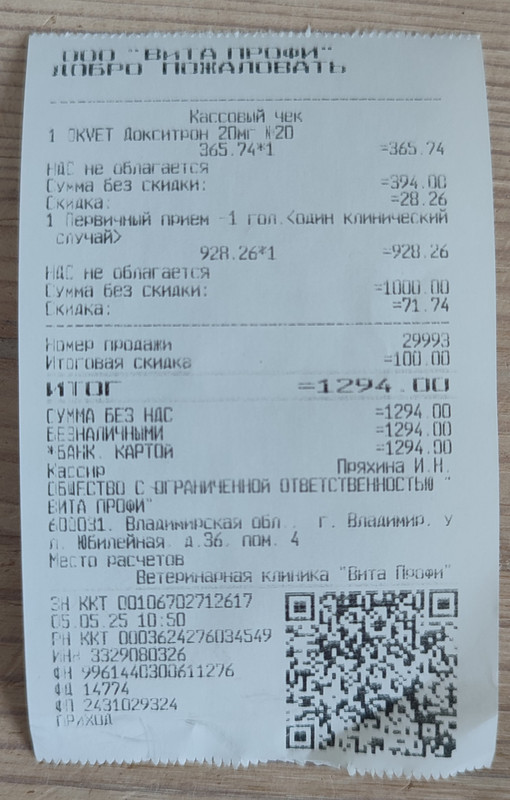 ООО "ВИТА ПРОФИ"
ДОБРО ПОЖАЛОВАТЬ
Кассовый чек
1 ЭКVET Докситрон 20мг №20
365.74*1 =365.74
НДС не облагается
Сумма без скидки: =394.00
Скидка: =28.26
1 Первичный прием -1 гол.<один клинический
случай>
928.26*1 =928.26
НДС не облагается
Сумма без скидки: =1000.00
Скидка: =71.74
Номер продажи 29993
Итоговая скидка =100.00
ИТОГ =1294.00
СУММА БЕЗ НДС =1294.00
БЕЗНАЛИЧНЫМИ =1294.00
*БАНК. КАРТОЙ =1294.00
Кассир Пряхина И.Н.
ОБЩЕСТВО С ОГРАНИЧЕННОЙ ОТВЕТСТВЕННОСТЬЮ "
ВИТА ПРОФИ"
600031, Владимирская обл., г. Владимир, у
л. Юбилейная, д.36, пом. 4
Место расчетов
Ветеринарная клиника "Вита Профи"
ЗН ККТ 00106702712617
05.05.25 10:50
РН ККТ 0003624276034549
ИНН 3329080326
ФН 9961440300611276
ФД 14774
ФП 2431029324
ПРИХОД